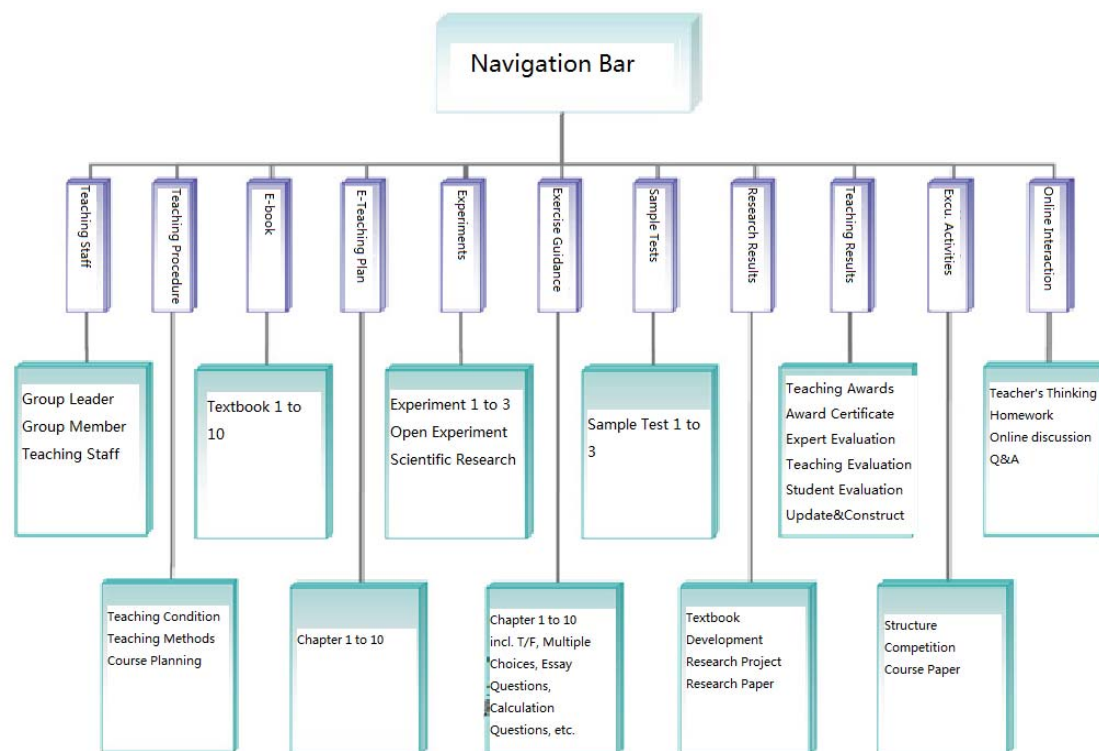 Navigation Bar
Teaching Staff
Teaching Procedure
E-book
E-Teaching Plan
Experiments
Exercise Guidance
Sample Tests
Research Results
Teaching Results
Excu. Activities
Online Interaction
Group Leader
Group Member
Teaching Staff
Textbook 1 to
10
Experiment 1 to 3
Open Experiment
Scientific Research
Sample Test 1 to
3
Teaching Awards
Award Certificate
Expert Evaluation
Teaching Evaluation
Student Evaluation
Update&Construct
Teacher's Thinking
Homework
Online discussion
Q&A
Teaching Condition
Teaching Methods
Course Planning
Chapter 1 to 10
Chapter 1 to 10
incl. T/F, Multiple
Choices, Essay
Questions,
Calculation
Questions, etc.
Textbook
Development
Research Project
Research Paper
Structure
Competition
Course Paper